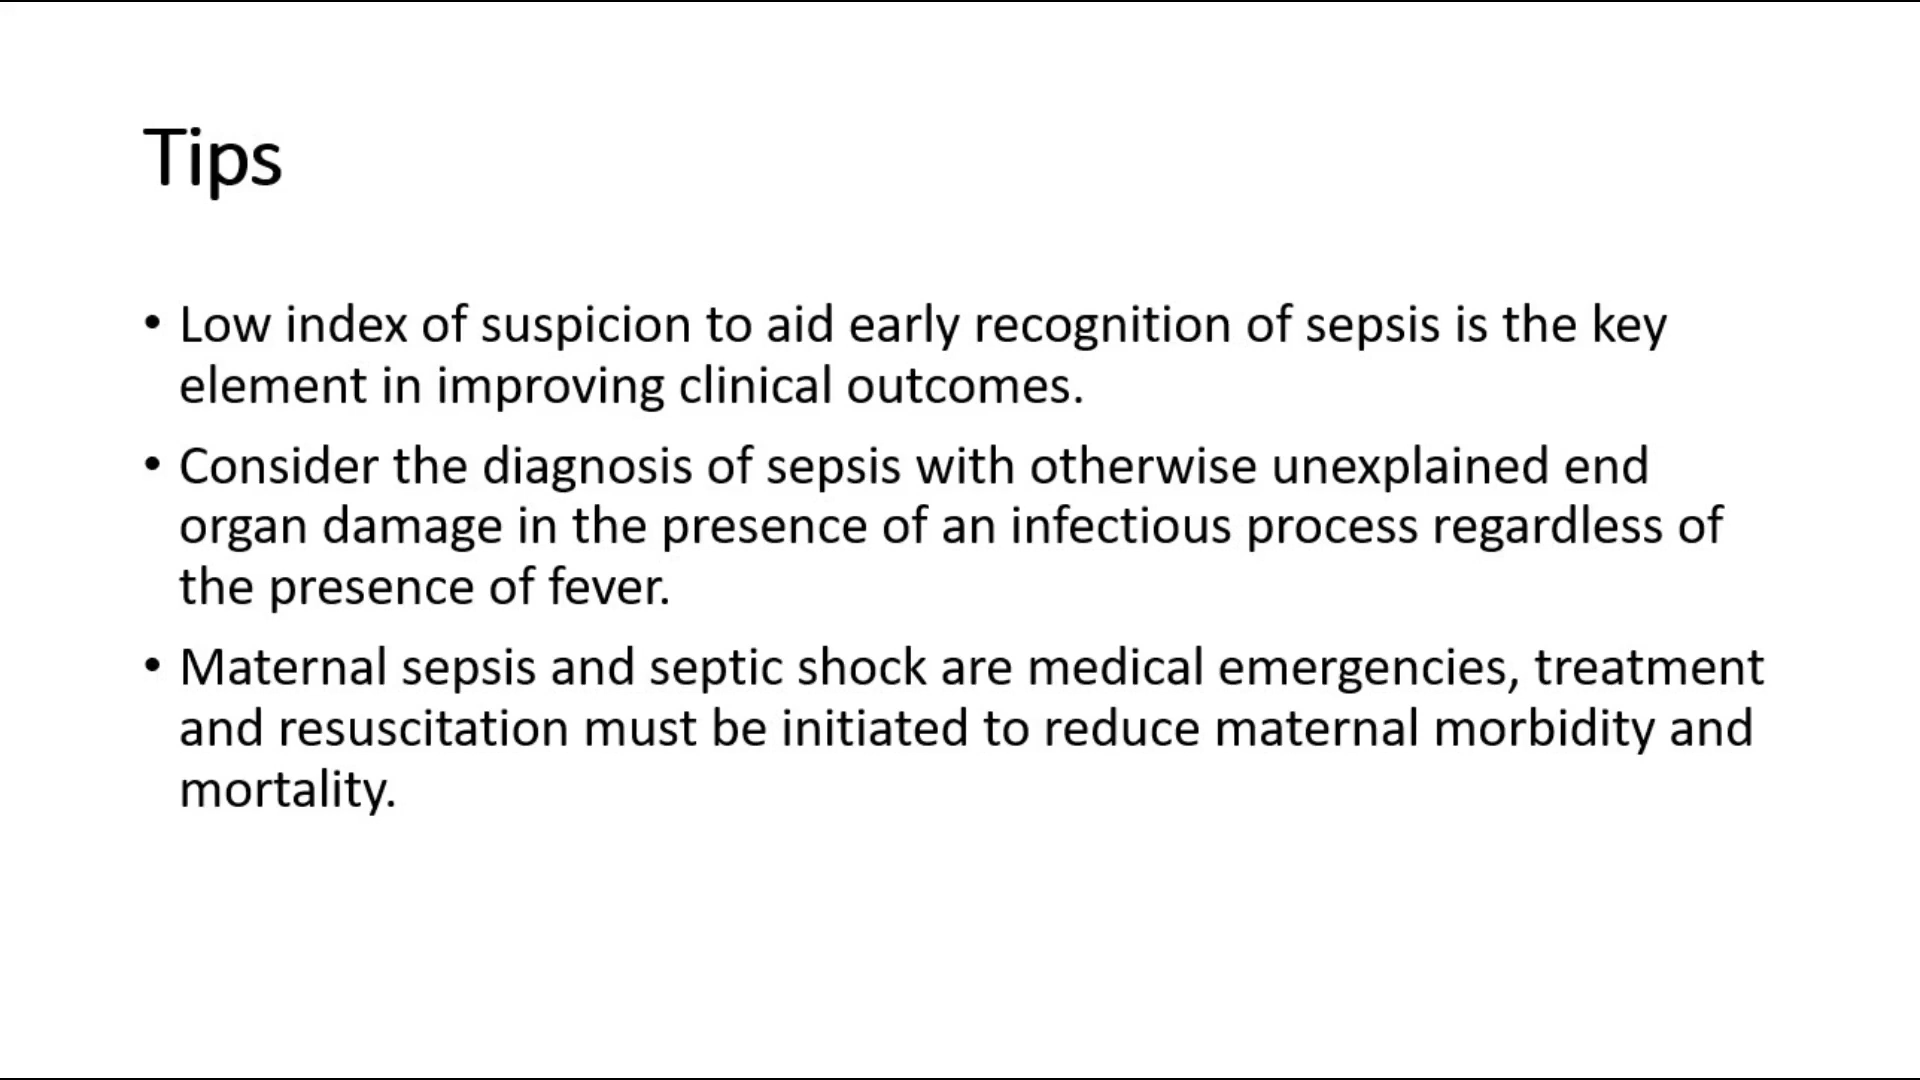 Tips
• Low index of suspicion to aid early recognition of sepsis is the key
element in improving clinical outcomes.
• Consider the diagnosis of sepsis with otherwise unexplained end
organ damage in the presence of an infectious process regardless of
the presence of fever.
• Maternal sepsis and septic shock are medical emergencies, treatment
and resuscitation must be initiated to reduce maternal morbidity and
mortality.